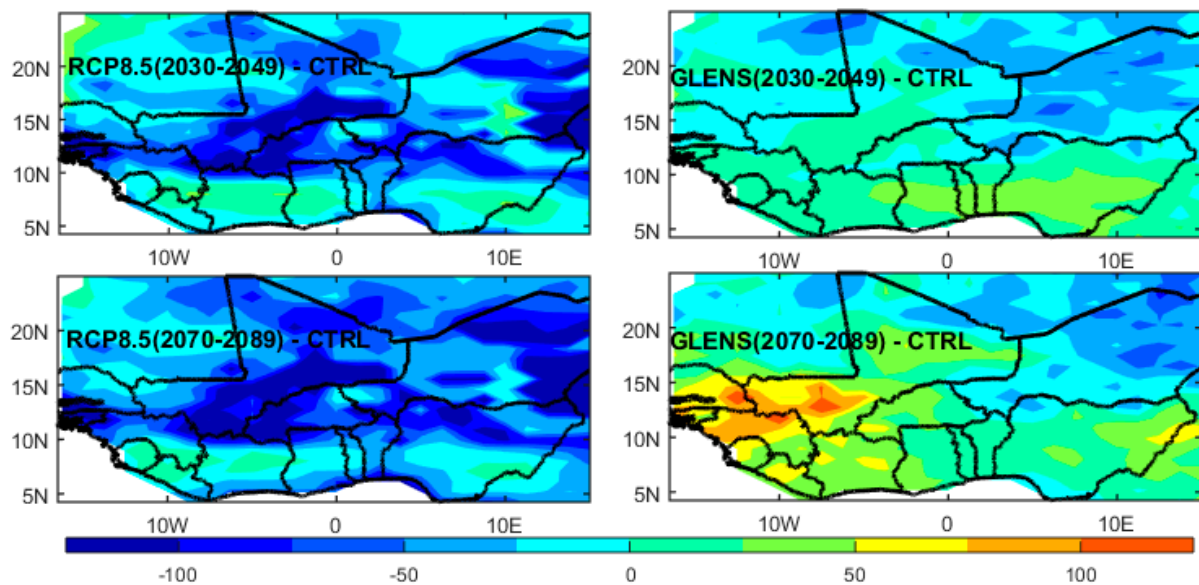 20N
RCP8.5(2030-2049) - CTRL
15N
10N
5N
10W 0 10E
20N
GLENS(2030-2049) - CTRL
15N
10N
5N
10W 0 10E
20N
RCP8.5(2070-2089) - CTRL
15N
10N
5N
10W 0 10E
20N
GLENS(2070-2089) - CTRL
15N
10N
5N
10W 0 10E
-100 -50 0 50 100